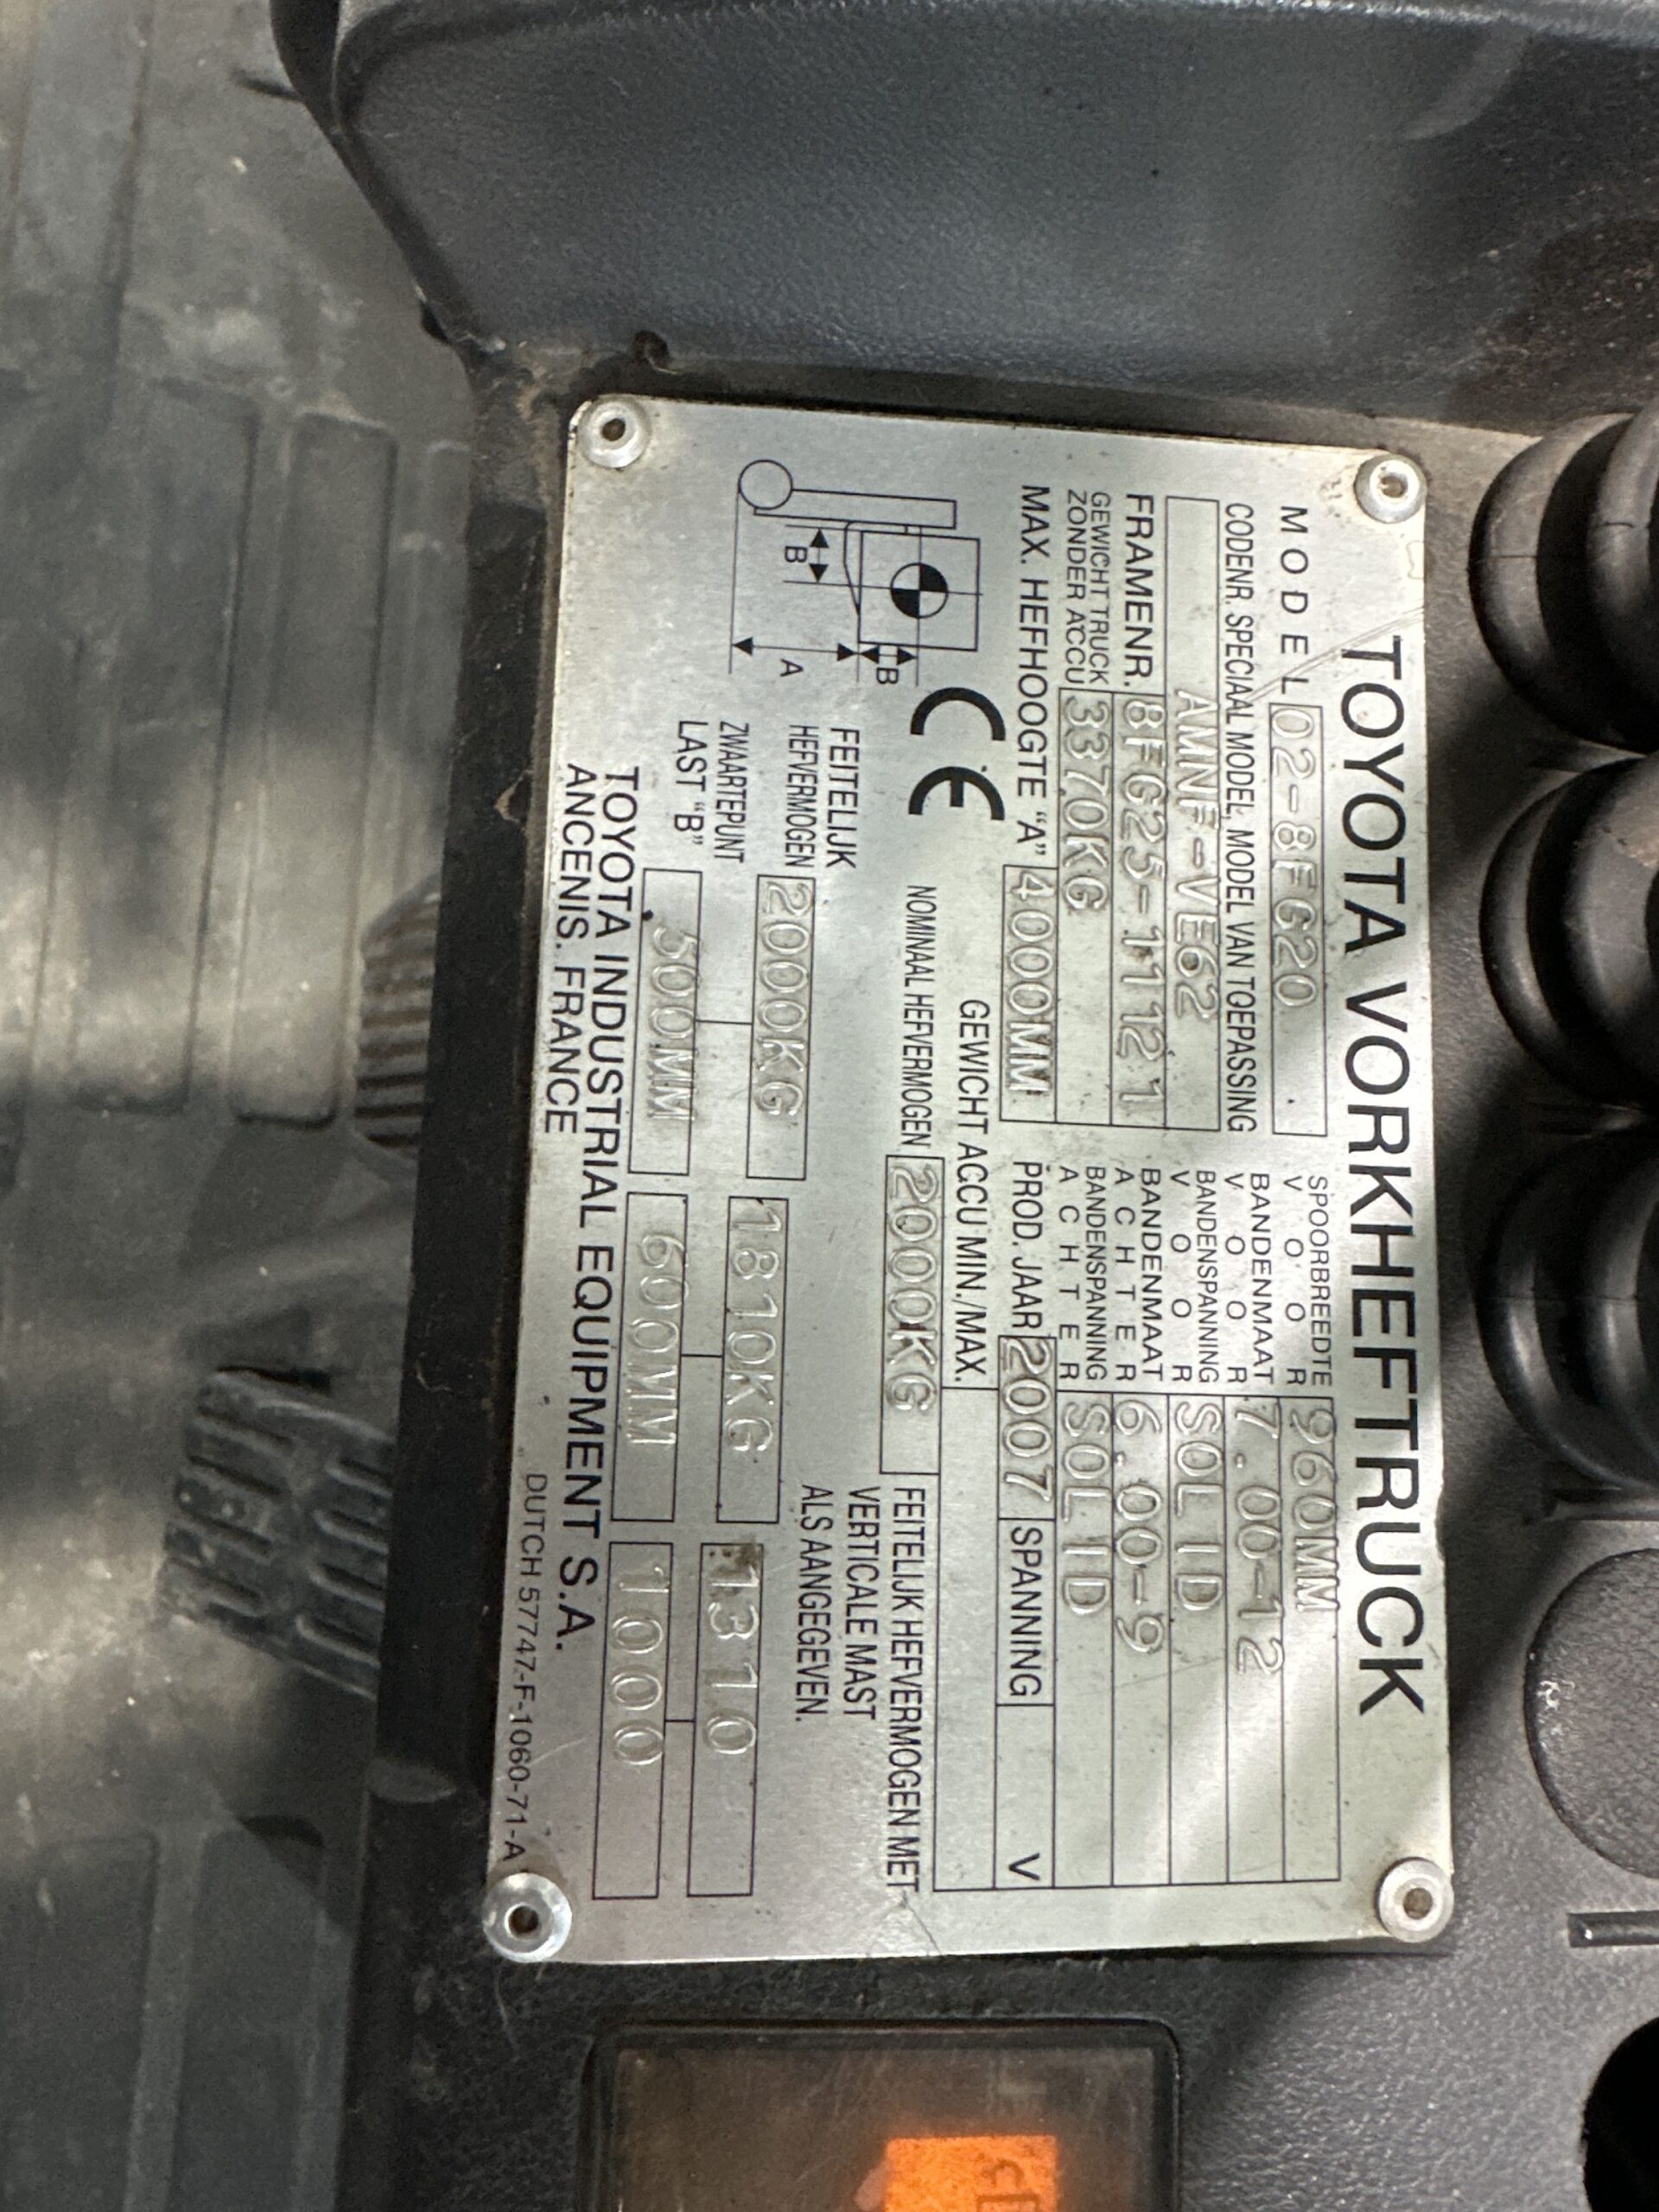 TOYOTA VORKHEFTRUCK
MODEL 02-8FG20
CODENR. SPECIAAL MODEL, MODEL VAN TOEPASSING
AMNF-VE62
FRAMENR. 8FG25-11121
GEWICHT TRUCK
ZONDER ACCU 3370KG
MAX. HEFHOOGTE "A" 4000MM
SPOORBREEDTE
VOOR 960MM
BANDENMAAT
VOOR 7.00-12
BANDENSPANNING
VOOR SOLID
BANDENMAAT
ACHTER 6.00-9
BANDENSPANNING
ACHTER SOLID
PROD. JAAR 2007 SPANNING V
GEWICHT ACCU MIN./MAX.
CE
NOMINAAL HEFVERMOGEN 2000KG
FEITELIJK HEFVERMOGEN MET
VERTICALE MAST
ALS AANGEGEVEN.
B
B
A
FEITELIJK
HEFVERMOGEN 2000KG 1810KG 1310
ZWAARTEPUNT
LAST "B" 500MM 600MM 1000
TOYOTA INDUSTRIAL EQUIPMENT S.A.
ANCENIS. FRANCE
DUTCH 57747-F-1060-71-A